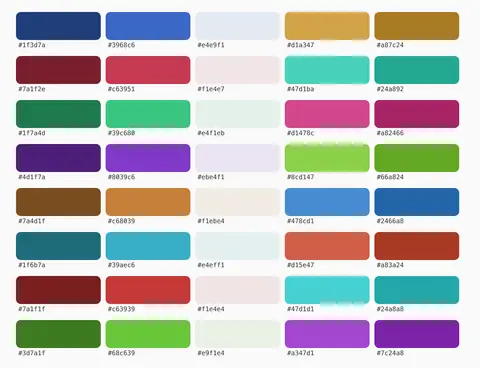 #1f3d7a #3968c6 #e4e9f1 #d1a347 #a87c24
#7a1f2e #c63951 #f1e4e7 #47d1ba #24a892
#1f7a4d #39c680 #e4f1eb #d1478c #a82466
#4d1f7a #8039c6 #ebe4f1 #8cd147 #66a824
#7a4d1f #c68039 #f1ebe4 #478cd1 #2466a8
#1f6b7a #39aec6 #e4eff1 #d15e47 #a83a24
#7a1f1f #c63939 #f1e4e4 #47d1d1 #24a8a8
#3d7a1f #68c639 #e9f1e4 #a347d1 #7c24a8